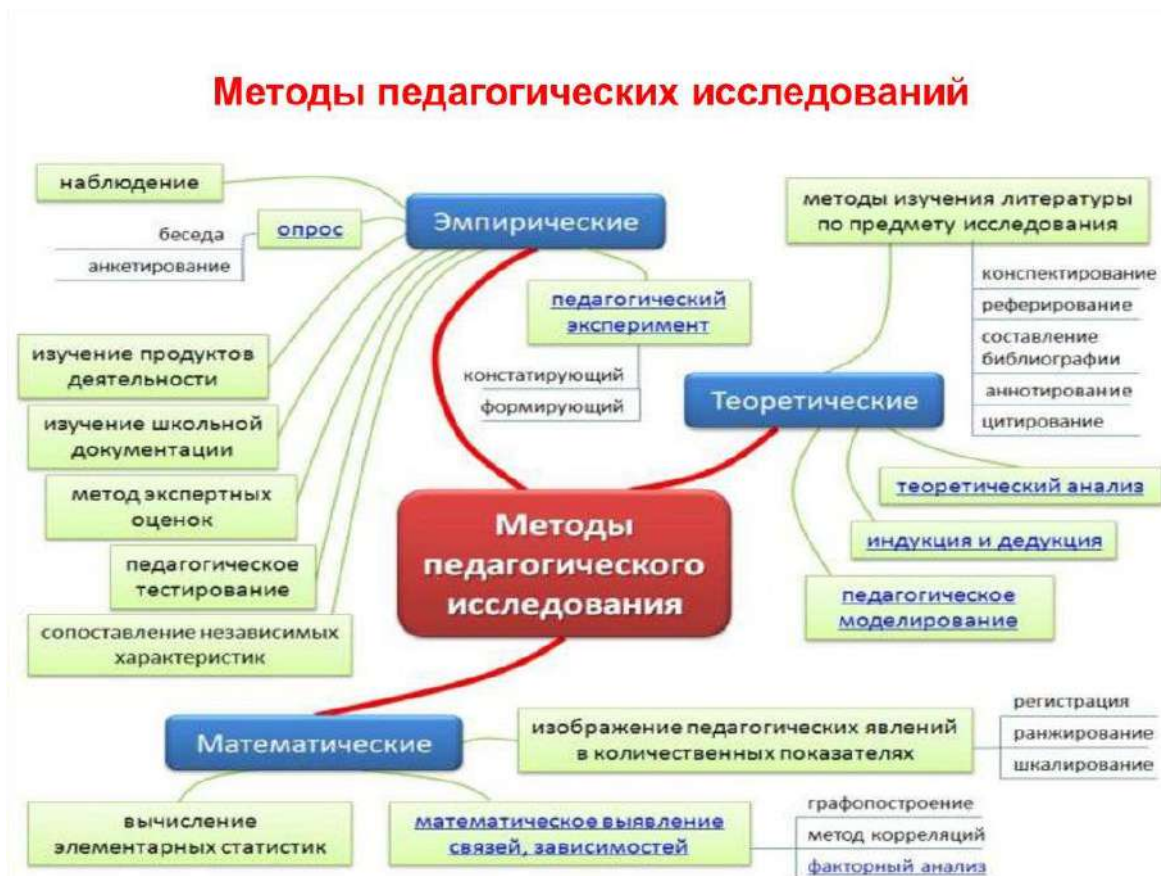 Методы педагогических исследований
наблюдение
опрос
беседа
анкетирование
Эмпирические
педагогический
эксперимент
констатирующий
формирующий
изучение продуктов
деятельности
изучение школьной
документации
метод экспертных
оценок
педагогическое
тестирование
сопоставление независимых
характеристик
методы изучения литературы
по предмету исследования
конспектирование
реферирование
составление
библиографии
аннотирование
цитирование
Теоретические
теоретический анализ
индукция и дедукция
педагогическое
моделирование
Методы
педагогического
исследования
Математические
изображение педагогических явлений
в количественных показателях
регистрация
ранжирование
шкалирование
вычисление
элементарных статистик
математическое выявление
связей, зависимостей
графопостроение
метод корреляций
факторный анализ